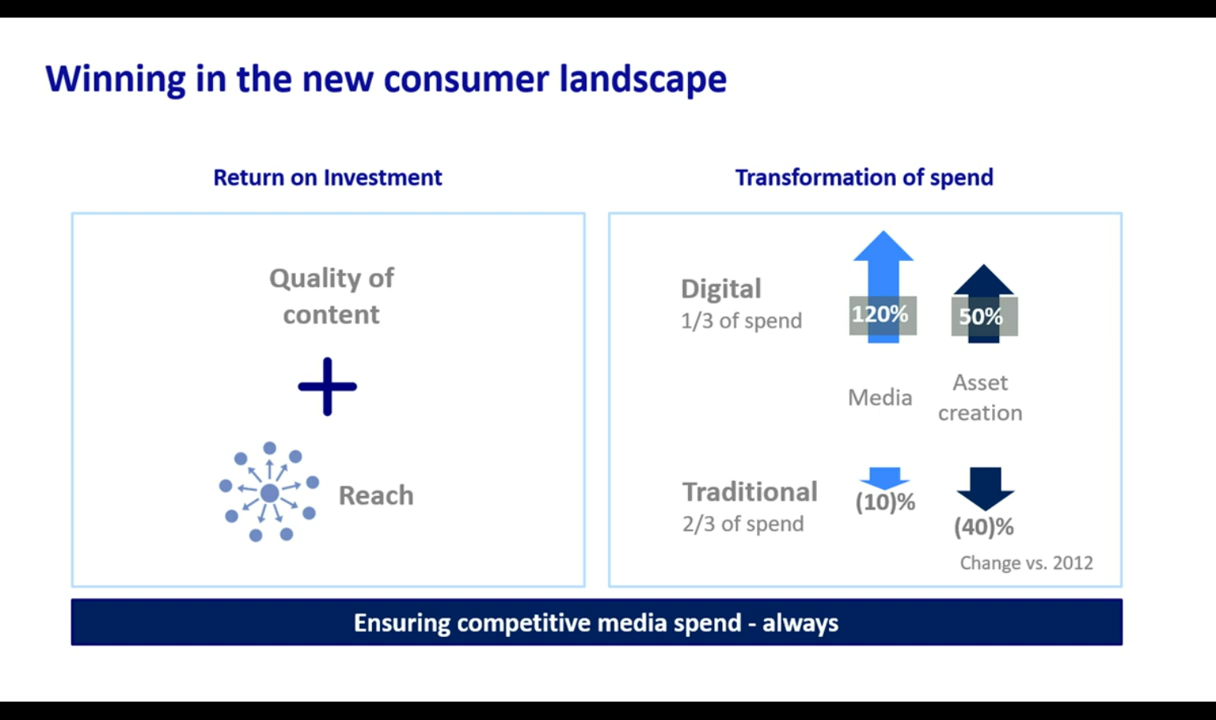 Winning in the new consumer landscape
Return on Investment
Quality of
content
Reach
Transformation of spend
Digital
1/3 of spend
120%
50%
Media
Asset
creation
Traditional
2/3 of spend
(10)%
(40)%
Change vs. 2012
Ensuring competitive media spend - always